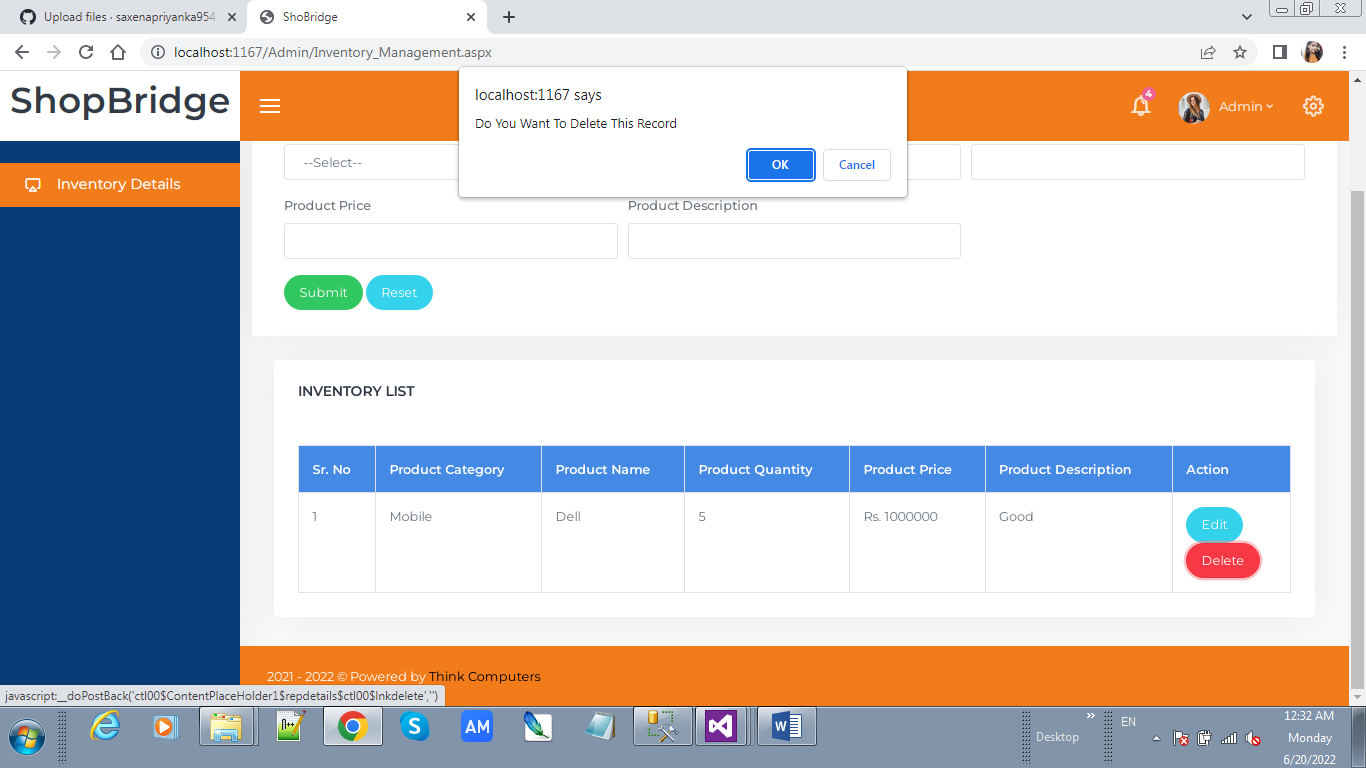 Upload files · saxenapriyanka954
ShoBridge
localhost:1167/Admin/Inventory_Management.aspx
ShopBridge
localhost:1167 says
Do You Want To Delete This Record
OK
Cancel
4
Admin
Inventory Details
--Select--
Product Price
Product Description
Submit
Reset
INVENTORY LIST
Sr. No Product Category Product Name Product Quantity Product Price Product Description Action
1 Mobile Dell 5 Rs. 1000000 Good Edit
Delete
2021 - 2022 © Powered by Think Computers
javascript:__doPostBack('ctl00$ContentPlaceHolder1$repdetails$ctl00$lnkdelete','')
AM
W
Desktop
EN
12:32 AM
Monday
6/20/2022